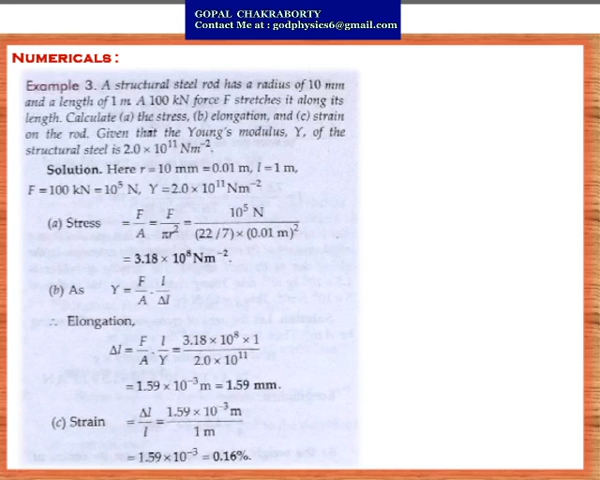 GOPAL CHAKRABORTY
Contact Me at : godphysics6@gmail.com
NUMERICALS :
Example 3. A structural steel rod has a radius of 10 mm
and a length of 1 m. A 100 kN force F stretches it along its
length. Calculate (a) the stress, (b) elongation, and (c) strain
on the rod. Given that the Young's modulus, Y, of the
structural steel is 2.0 × 10¹¹ Nm⁻².
Solution. Here r = 10 mm = 0.01 m, l = 1 m,
F = 100 kN = 10⁵ N, Y = 2.0 × 10¹¹ Nm⁻²
(a) Stress = F/A = F/πr² = 10⁵ N / (22/7) × (0.01 m)²
= 3.18 × 10⁸ Nm⁻².
(b) As Y = F/A . l/Δl
∴ Elongation,
Δl = F/A . l/Y = 3.18 × 10⁸ × 1 / 2.0 × 10¹¹
= 1.59 × 10⁻³ m = 1.59 mm.
(c) Strain = Δl/l = 1.59 × 10⁻³ m / 1 m
= 1.59 × 10⁻³ = 0.16%.